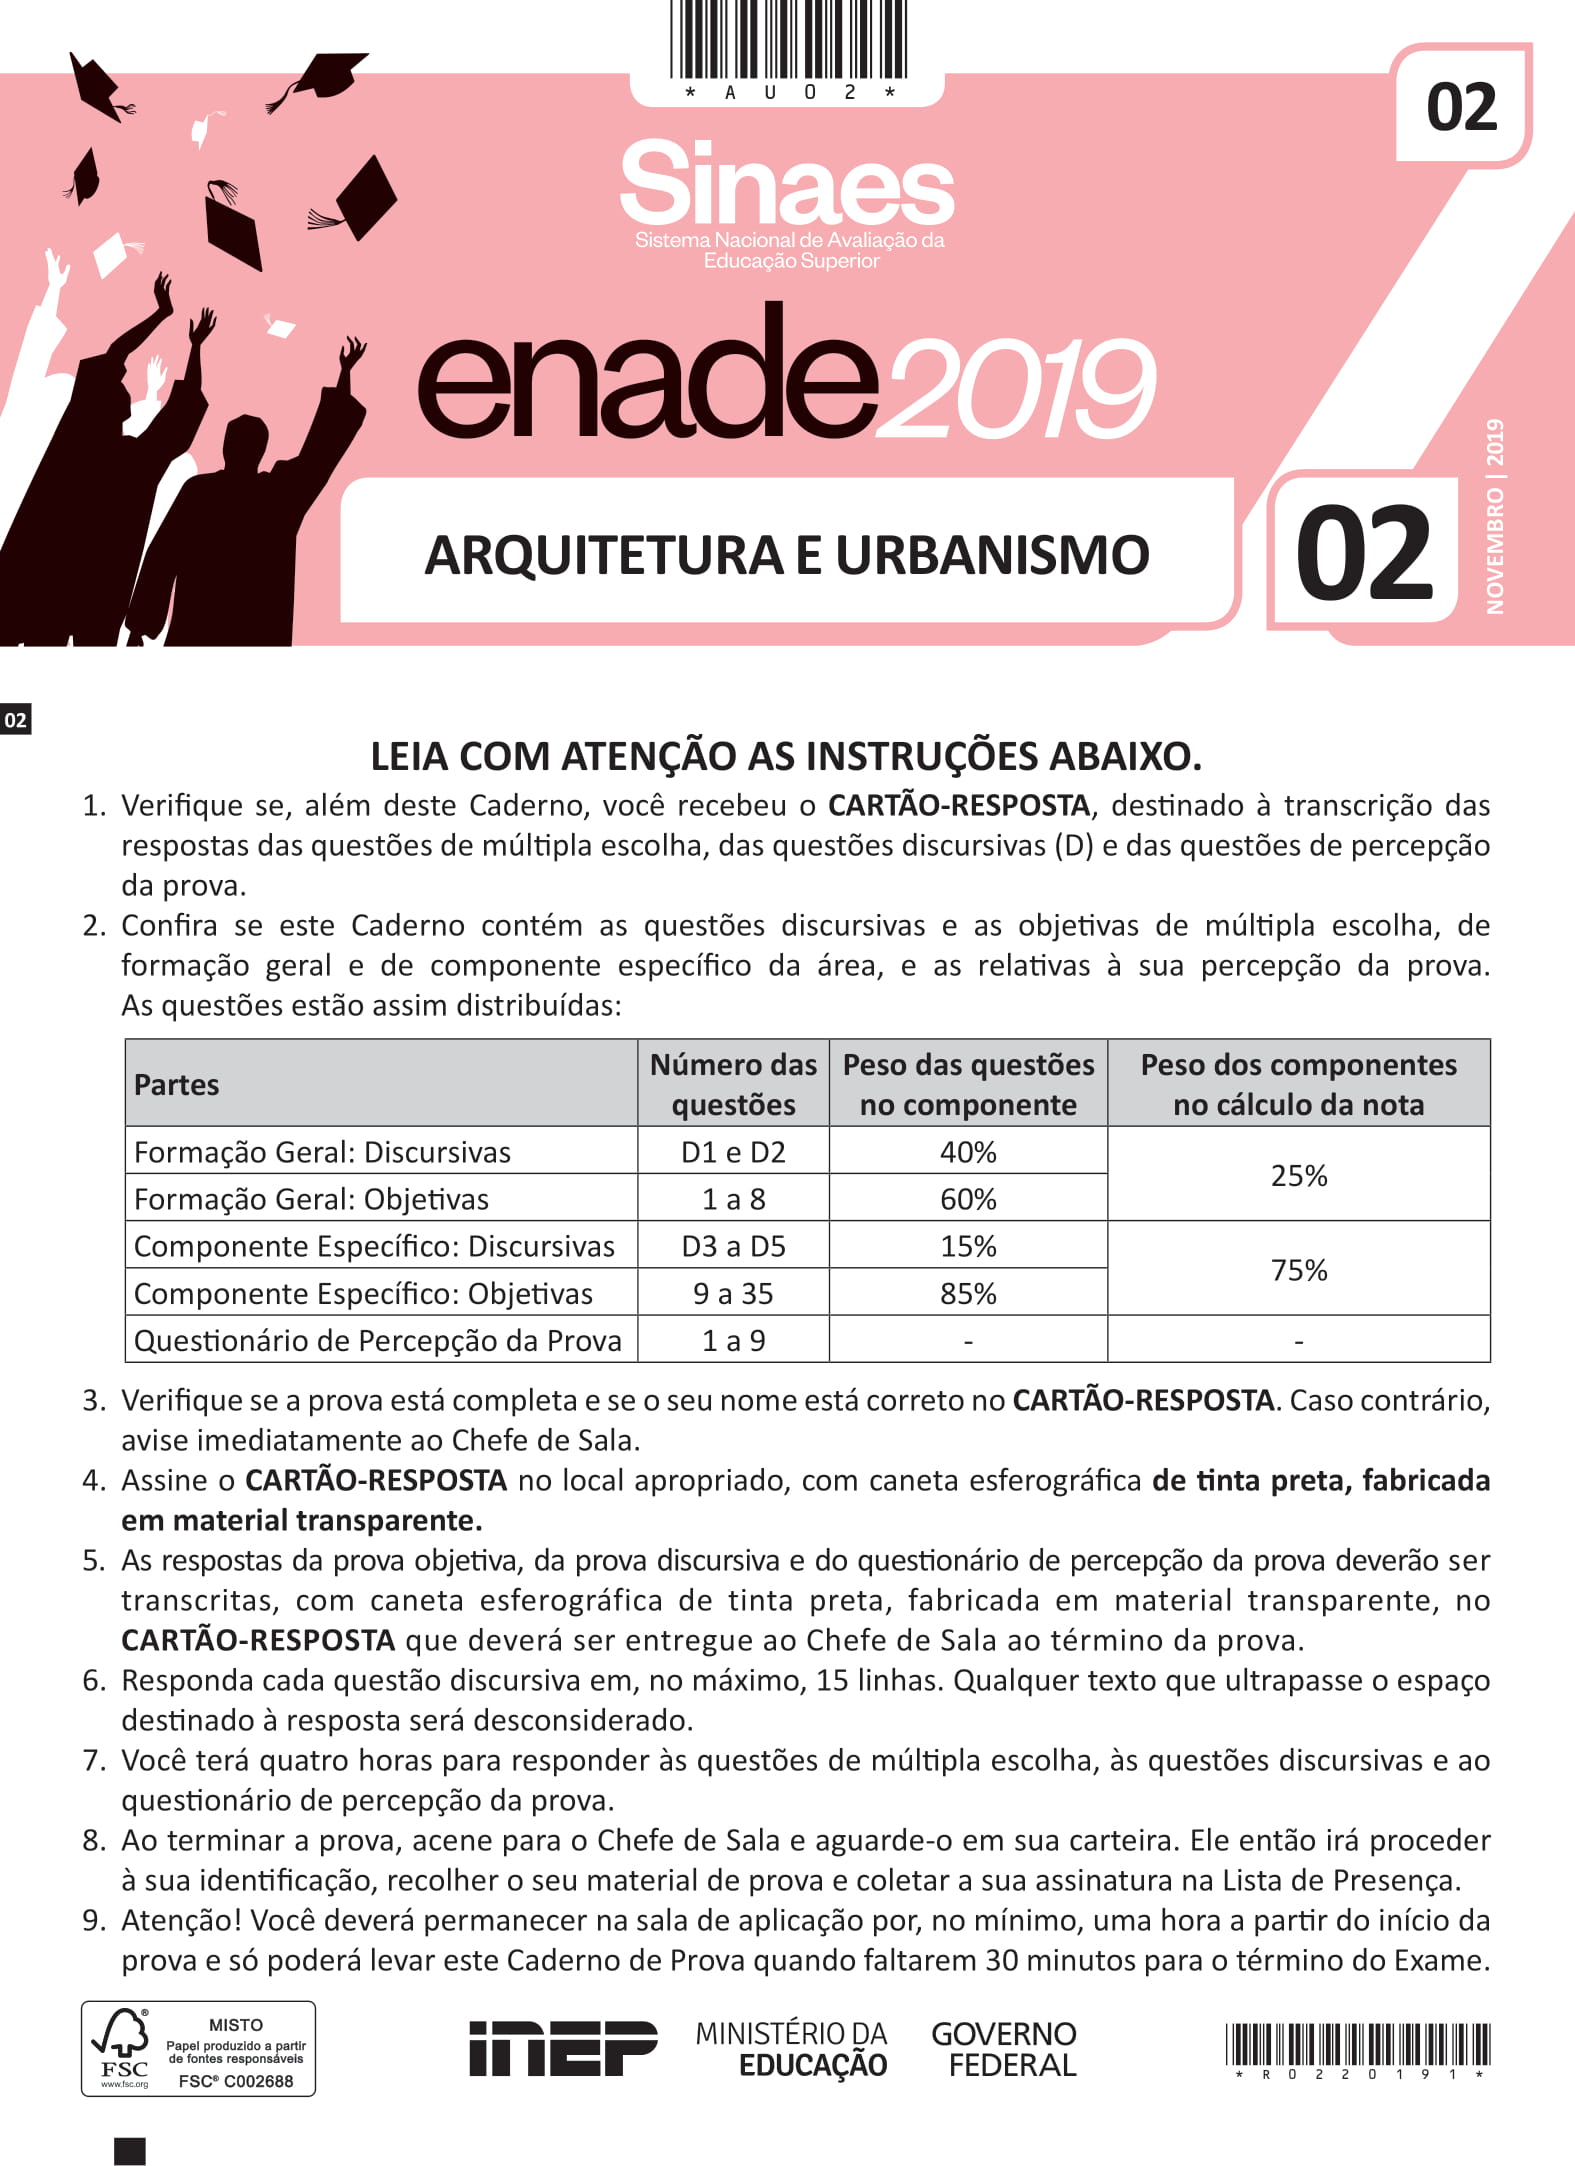 * A U 0 2 *
02
Sinaes
Sistema Nacional de Avaliação da
Educação Superior
enade2019
ARQUITETURA E URBANISMO
02
NOVEMBRO | 2019
02
LEIA COM ATENÇÃO AS INSTRUÇÕES ABAIXO.
1. Verifique se, além deste Caderno, você recebeu o CARTÃO-RESPOSTA, destinado à transcrição das
respostas das questões de múltipla escolha, das questões discursivas (D) e das questões de percepção
da prova.
2. Confira se este Caderno contém as questões discursivas e as objetivas de múltipla escolha, de
formação geral e de componente específico da área, e as relativas à sua percepção da prova.
As questões estão assim distribuídas:
Partes
Número das
questões
Peso das questões
no componente
Peso dos componentes
no cálculo da nota
Formação Geral: Discursivas D1 e D2 40%
25%
Formação Geral: Objetivas 1 a 8 60%
Componente Específico: Discursivas D3 a D5 15%
75%
Componente Específico: Objetivas 9 a 35 85%
Questionário de Percepção da Prova 1 a 9 - -
3. Verifique se a prova está completa e se o seu nome está correto no CARTÃO-RESPOSTA. Caso contrário,
avise imediatamente ao Chefe de Sala.
4. Assine o CARTÃO-RESPOSTA no local apropriado, com caneta esferográfica de tinta preta, fabricada
em material transparente.
5. As respostas da prova objetiva, da prova discursiva e do questionário de percepção da prova deverão ser
transcritas, com caneta esferográfica de tinta preta, fabricada em material transparente, no
CARTÃO-RESPOSTA que deverá ser entregue ao Chefe de Sala ao término da prova.
6. Responda cada questão discursiva em, no máximo, 15 linhas. Qualquer texto que ultrapasse o espaço
destinado à resposta será desconsiderado.
7. Você terá quatro horas para responder às questões de múltipla escolha, às questões discursivas e ao
questionário de percepção da prova.
8. Ao terminar a prova, acene para o Chefe de Sala e aguarde-o em sua carteira. Ele então irá proceder
à sua identificação, recolher o seu material de prova e coletar a sua assinatura na Lista de Presença.
9. Atenção! Você deverá permanecer na sala de aplicação por, no mínimo, uma hora a partir do início da
prova e só poderá levar este Caderno de Prova quando faltarem 30 minutos para o término do Exame.
®
FSC
www.fsc.org
MISTO
Papel produzido a partir
de fontes responsáveis
FSC® C002688
INEP
MINISTÉRIO DA
EDUCAÇÃO
GOVERNO
FEDERAL
* R 0 2 2 0 1 9 1 *